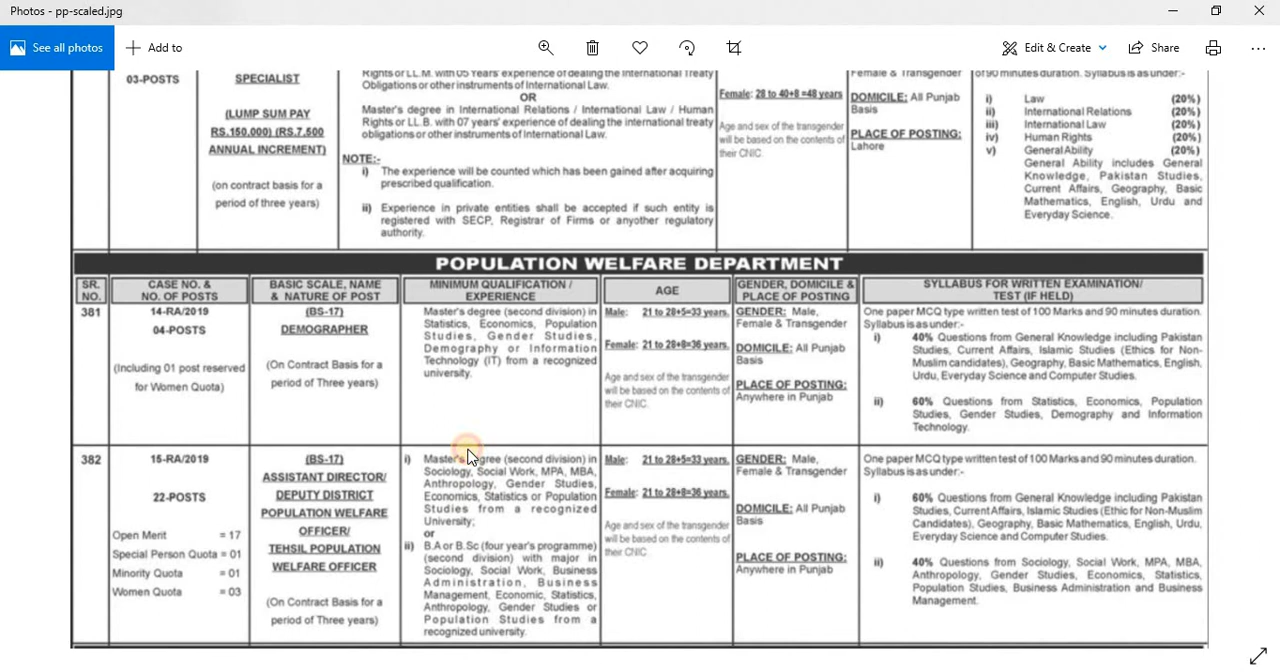 Photos - pp-scaled.jpg
See all photos
Add to
Edit & Create
Share
03-POSTS
SPECIALIST
(LUMP SUM PAY
RS.150,000) (RS.7,500
ANNUAL INCREMENT)
(on contract basis for a
period of three years)
Rights or LL.M. with 05 Years' experience of dealing the International Treaty
Obligations or other instruments of International Law.
OR
Master's degree in International Relations / International Law / Human
Rights or LL.B. with 07 years' experience of dealing the international treaty
obligations or other instruments of International Law.
NOTE:-
i) The experience will be counted which has been gained after acquiring
prescribed qualification.
ii) Experience in private entities shall be accepted if such entity is
registered with SECP, Registrar of Firms or anyother regulatory
authority.
Female: 28 to 40+8 =48 years
Age and sex of the transgender
will be based on the contents of
their CNIC.
Female & Transgender
DOMICILE: All Punjab
Basis
PLACE OF POSTING:
Lahore
of 90 minutes duration. Syllabus is as under:-
i) Law (20%)
ii) International Relations (20%)
iii) International Law (20%)
iv) Human Rights (20%)
v) General Ability (20%)
General Ability includes General
Knowledge, Pakistan Studies,
Current Affairs, Geography, Basic
Mathematics, English, Urdu and
Everyday Science.
POPULATION WELFARE DEPARTMENT
SR.
NO.
CASE NO. &
NO. OF POSTS
BASIC SCALE, NAME
& NATURE OF POST
MINIMUM QUALIFICATION /
EXPERIENCE
AGE
GENDER, DOMICILE &
PLACE OF POSTING
SYLLABUS FOR WRITTEN EXAMINATION/
TEST (IF HELD)
381
14-RA/2019
04-POSTS
(Including 01 post reserved
for Women Quota)
(BS-17)
DEMOGRAPHER
(On Contract Basis for a
period of Three years)
Master's degree (second division) in
Statistics, Economics, Population
Studies, Gender Studies,
Demography or Information
Technology (IT) from a recognized
university.
Male: 21 to 28+5=33 years.
Female: 21 to 28+8=36 years.
Age and sex of the transgender
will be based on the contents of
their CNIC.
GENDER: Male,
Female & Transgender
DOMICILE: All Punjab
Basis
PLACE OF POSTING:
Anywhere in Punjab
One paper MCQ type written test of 100 Marks and 90 minutes duration.
Syllabus is as under:-
i) 40% Questions from General Knowledge including Pakistan
Studies, Current Affairs, Islamic Studies (Ethics for Non-
Muslim candidates), Geography, Basic Mathematics, English,
Urdu, Everyday Science and Computer Studies.
ii) 60% Questions from Statistics, Economics, Population
Studies, Gender Studies, Demography and Information
Technology.
382
15-RA/2019
22-POSTS
Open Merit = 17
Special Person Quota = 01
Minority Quota = 01
Women Quota = 03
(BS-17)
ASSISTANT DIRECTOR/
DEPUTY DISTRICT
POPULATION WELFARE
OFFICER/
TEHSIL POPULATION
WELFARE OFFICER
(On Contract Basis for a
period of Three years)
i) Master's degree (second division) in
Sociology, Social Work, MPA, MBA,
Anthropology, Gender Studies,
Economics, Statistics or Population
Studies from a recognized
University;
or
ii) B.A or B.Sc (four year's programme)
(second division) with major in
Sociology, Social Work, Business
Administration, Business
Management, Economic, Statistics,
Anthropology, Gender Studies or
Population Studies from a
recognized university.
Male: 21 to 28+5=33 years.
Female: 21 to 28+8=36 years.
Age and sex of the transgender
will be based on the contents of
their CNIC.
GENDER: Male,
Female & Transgender
DOMICILE: All Punjab
Basis
PLACE OF POSTING:
Anywhere in Punjab
One paper MCQ type written test of 100 Marks and 90 minutes duration.
Syllabus is as under:-
i) 60% Questions from General Knowledge including Pakistan
Studies, Current Affairs, Islamic Studies (Ethic for Non-Muslim
Candidates), Geography, Basic Mathematics, English, Urdu,
Everyday Science and Computer Studies.
ii) 40% Questions from Sociology, Social Work, MPA, MBA,
Anthropology, Gender Studies, Economics, Statistics,
Population Studies, Business Administration and Business
Management.